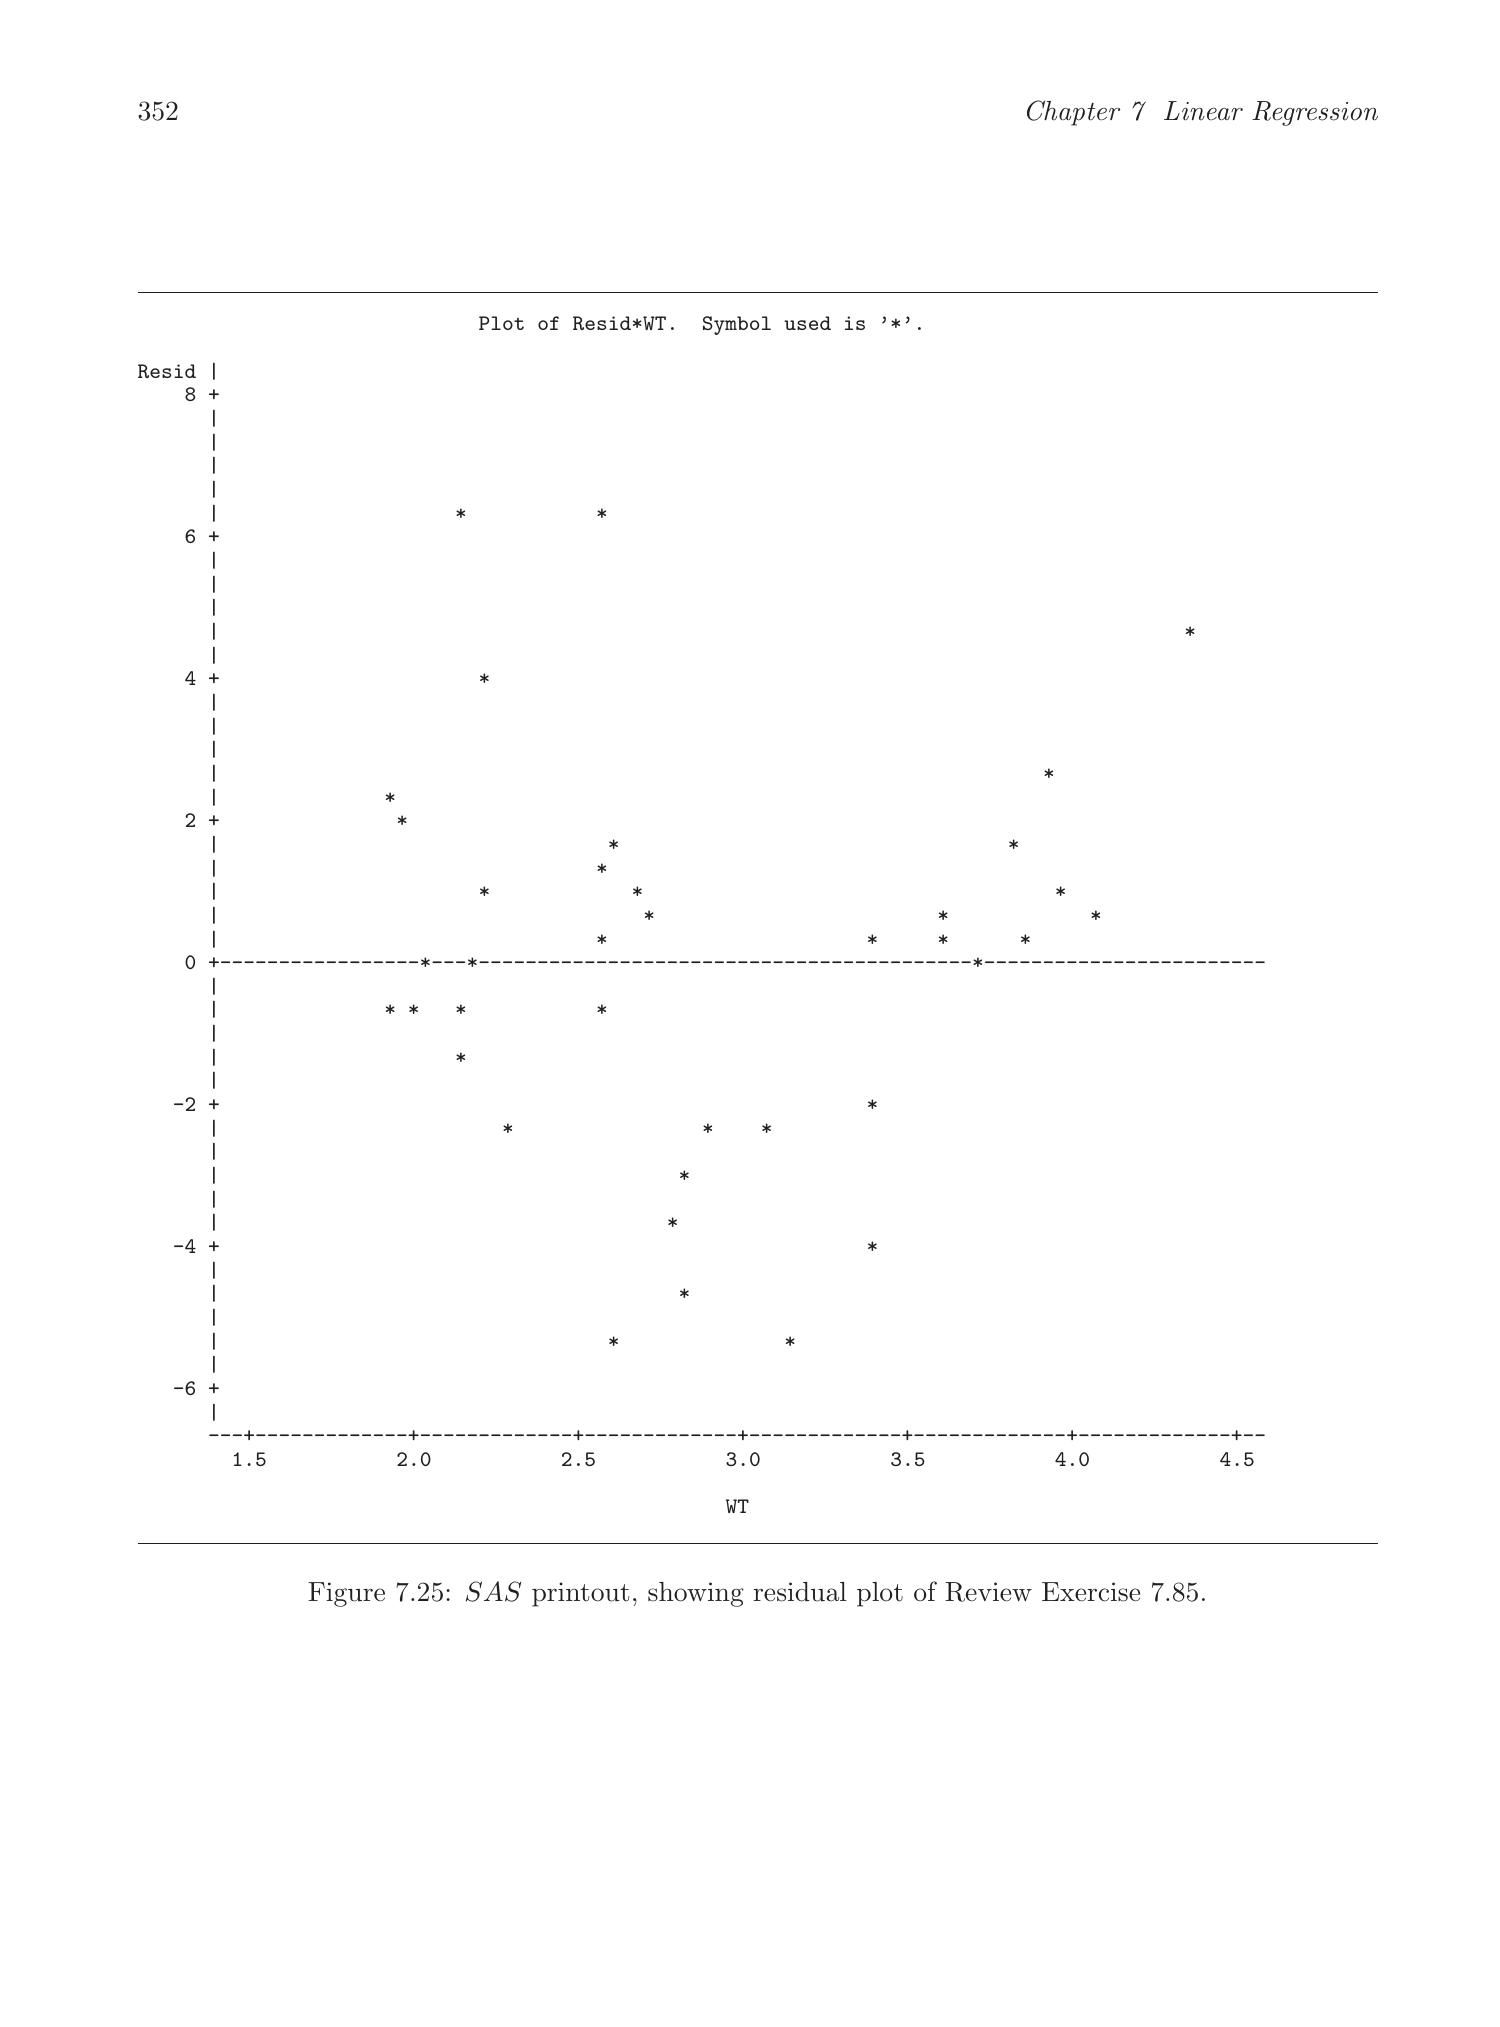 352
Chapter 7 Linear Regression
Plot of Resid*WT. Symbol used is '*'.
Resid
8
6
4
2
0
-2
-4
-6
1.5 2.0 2.5 3.0 3.5 4.0 4.5
WT
Figure 7.25: SAS printout, showing residual plot of Review Exercise 7.85.